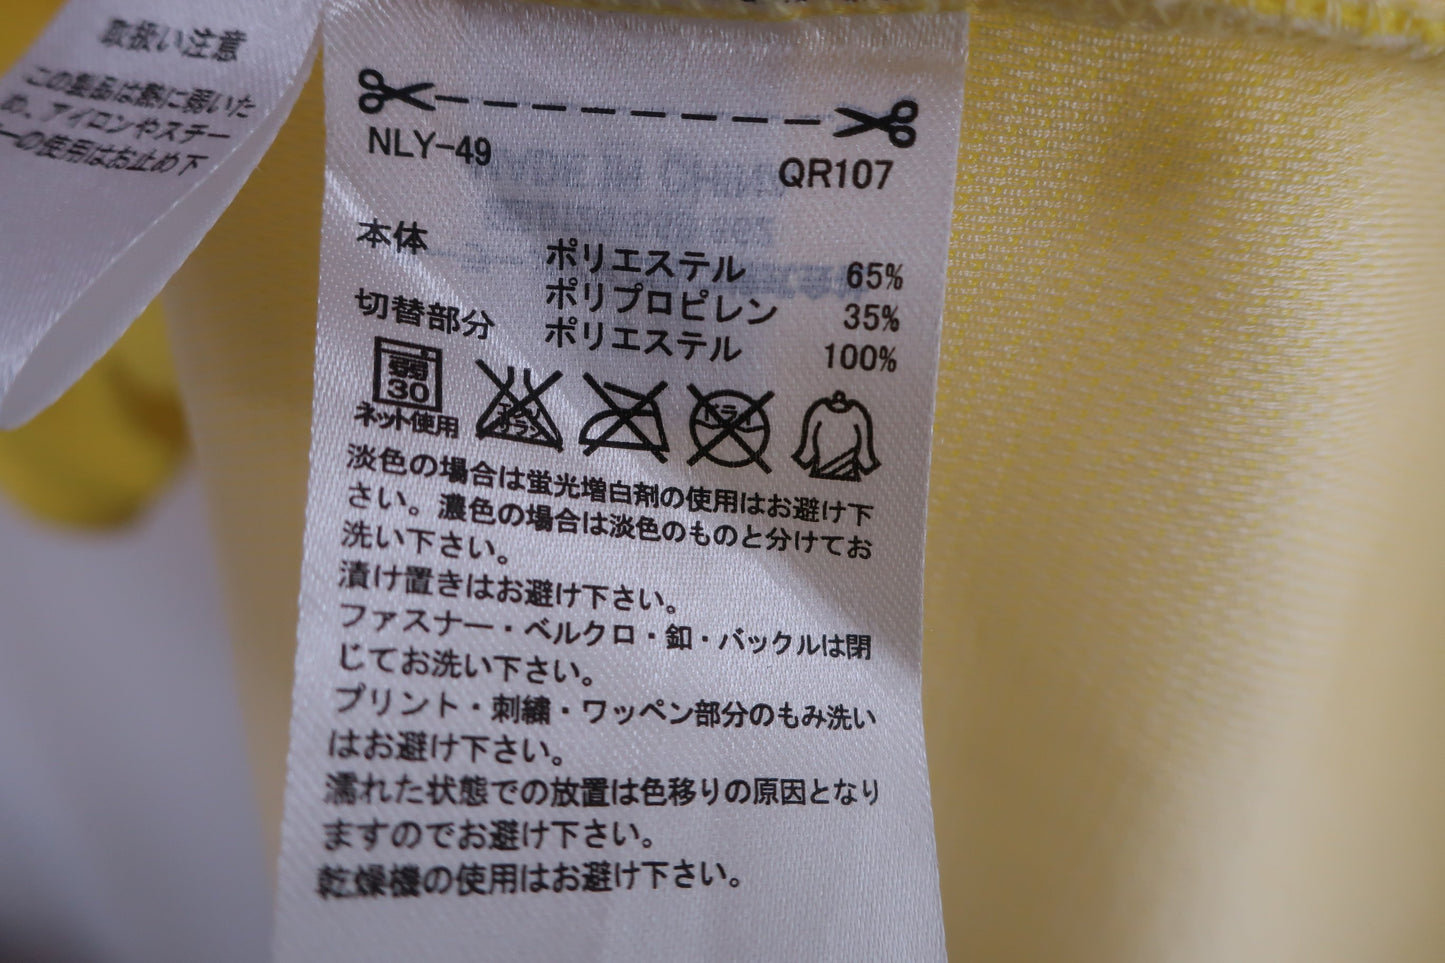 取扱い注意
この製品は熱に弱いた
め、アイロンやスチー
ーの使用はお止め下
NLY-49
QR107
本体 ポリエステル 65%
ポリプロピレン 35%
切替部分 ポリエステル 100%
弱
30
ネット使用
ドライ
淡色の場合は蛍光増白剤の使用はお避け下
さい。濃色の場合は淡色のものと分けてお
洗い下さい。
漬け置きはお避け下さい。
ファスナー・ベルクロ・釦・バックルは閉
じてお洗い下さい。
プリント・刺繍・ワッペン部分のもみ洗い
はお避け下さい。
濡れた状態での放置は色移りの原因となり
ますのでお避け下さい。
乾燥機の使用はお避け下さい。